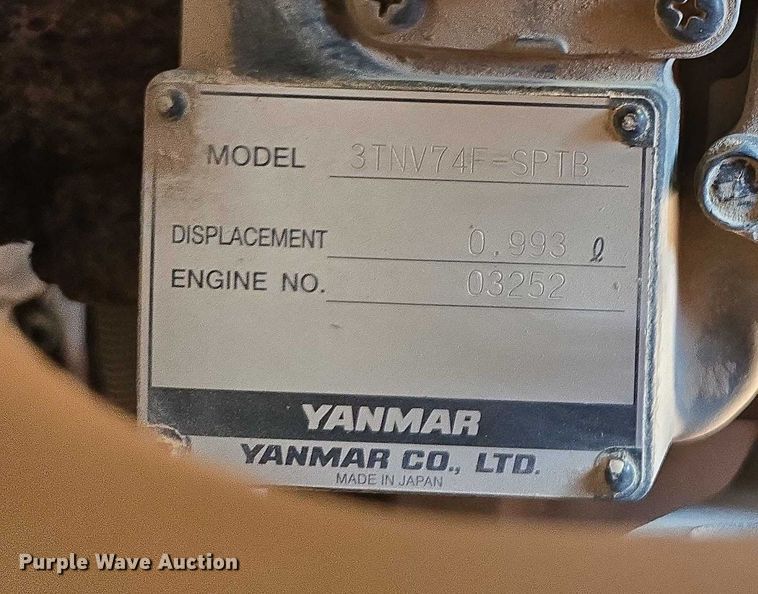 MODEL 3TNV74F-SPTB
DISPLACEMENT 0.993 ℓ
ENGINE NO. 03252
YANMAR
YANMAR CO., LTD.
MADE IN JAPAN
Purple Wave Auction